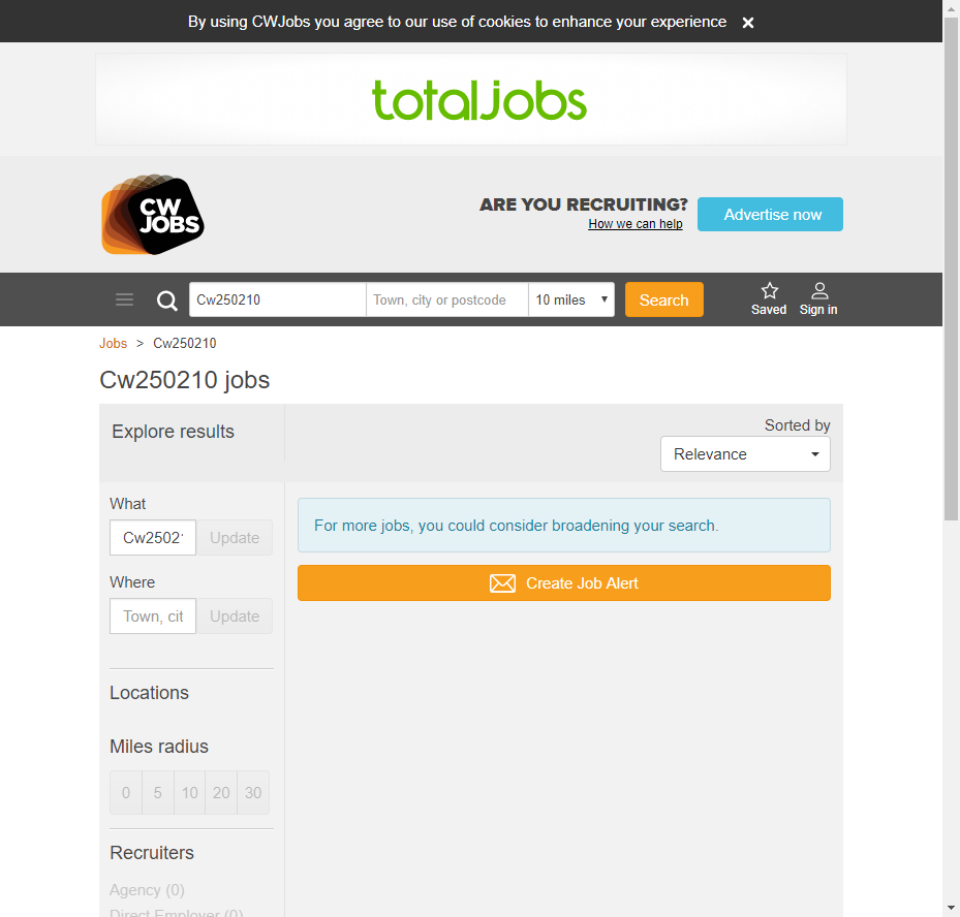 By using CWJobs you agree to our use of cookies to enhance your experience ×
totaljobs
CW
JOBS
ARE YOU RECRUITING?
How we can help
Advertise now
Cw250210
Town, city or postcode
10 miles
Search
Saved
Sign in
Jobs > Cw250210
Cw250210 jobs
Explore results
Sorted by
Relevance
What
Cw2502
Update
Where
Town, cit
Update
For more jobs, you could consider broadening your search.
Create Job Alert
Locations
Miles radius
0 5 10 20 30
Recruiters
Agency (0)
Direct Employer (0)